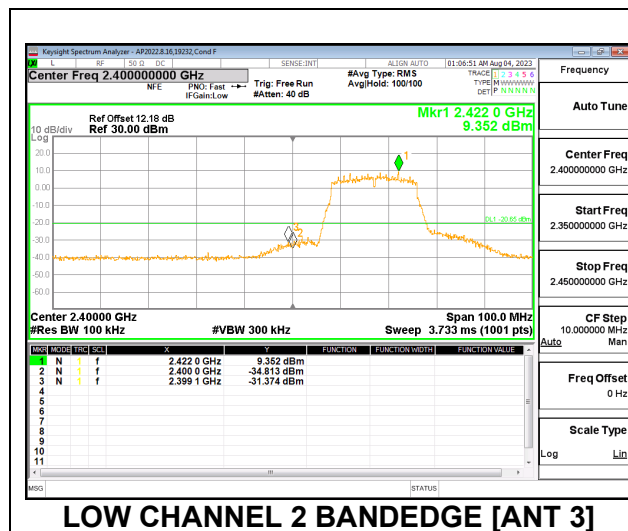 Keysight Spectrum Analyzer - AP2022.8.16,19232,Cond F
L RF 50 Ω DC SENSE:INT ALIGN AUTO 01:06:51 AM Aug 04, 2023
Center Freq 2.400000000 GHz
NFE
PNO: Fast
IFGain:Low
Trig: Free Run
#Atten: 40 dB
#Avg Type: RMS
Avg|Hold: 100/100
TRACE 1 2 3 4 5 6
TYPE M WWWWW
DET P N N N N N
Ref Offset 12.18 dB
10 dB/div Ref 30.00 dBm
Log
Mkr1 2.422 0 GHz
9.352 dBm
20.0
10.0
0.00
-10.0
-20.0
-30.0
-40.0
-50.0
-60.0
1
DL1 -20.65 dBm
3
2
Center 2.40000 GHz Span 100.0 MHz
#Res BW 100 kHz #VBW 300 kHz Sweep 3.733 ms (1001 pts)
MKR MODE TRC SCL X Y FUNCTION FUNCTION WIDTH FUNCTION VALUE
1 N 1 f 2.422 0 GHz 9.352 dBm
2 N 1 f 2.400 0 GHz -34.813 dBm
3 N 1 f 2.399 1 GHz -31.374 dBm
4
5
6
7
8
9
10
11
MSG STATUS
Frequency
Auto Tune
Center Freq
2.400000000 GHz
Start Freq
2.350000000 GHz
Stop Freq
2.450000000 GHz
CF Step
10.000000 MHz
Auto Man
Freq Offset
0 Hz
Scale Type
Log Lin
LOW CHANNEL 2 BANDEDGE [ANT 3]